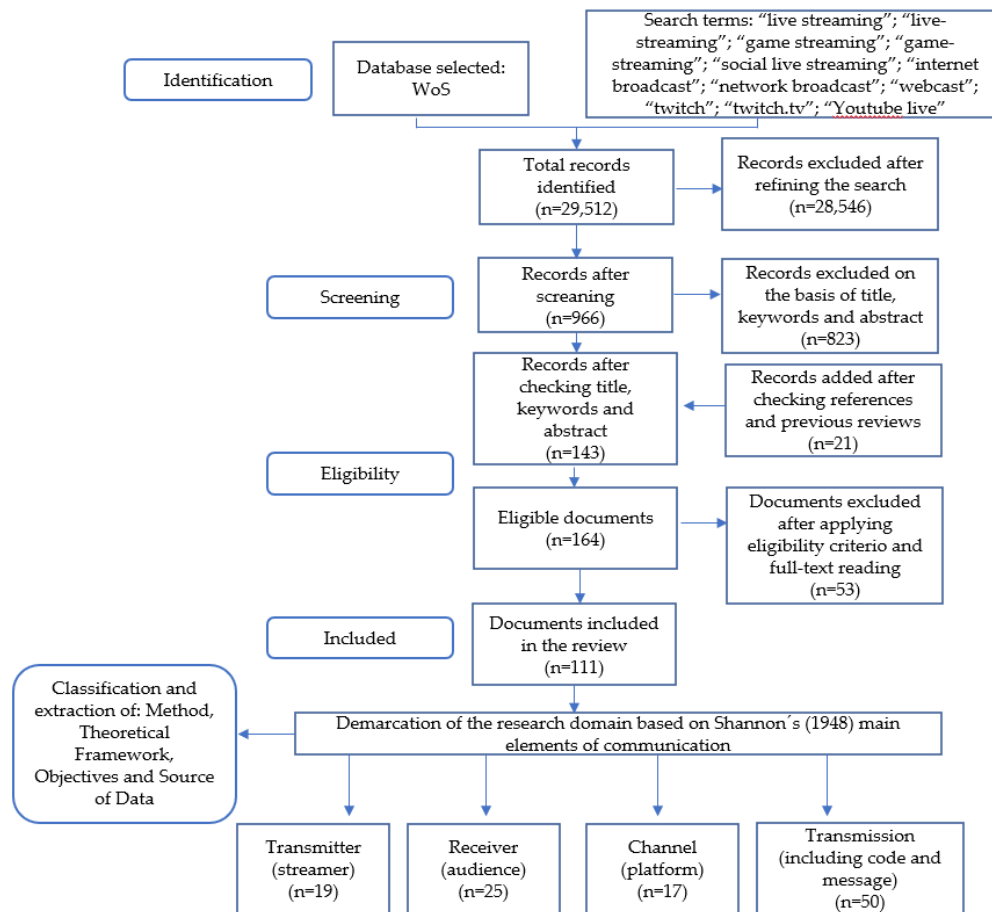 Identification
Database selected:
WoS
Search terms: “live streaming”; “live-
streaming”; “game streaming”; “game-
streaming”; “social live streaming”; “internet
broadcast”; “network broadcast”; “webcast”;
“twitch”; “twitch.tv”; “Youtube live”
Total records
identified
(n=29,512)
Records excluded after
refining the search
(n=28,546)
Screening
Records after
screaning
(n=966)
Records excluded on
the basis of title,
keywords and abstract
(n=823)
Records after
checking title,
keywords and
abstract
(n=143)
Records added after
checking references
and previous reviews
(n=21)
Eligibility
Eligible documents
(n=164)
Documents excluded
after applying
eligibility criterio and
full-text reading
(n=53)
Included
Documents included
in the review
(n=111)
Classification and
extraction of: Method,
Theoretical
Framework,
Objectives and Source
of Data
Demarcation of the research domain based on Shannon´s (1948) main
elements of communication
Transmitter
(streamer)
(n=19)
Receiver
(audience)
(n=25)
Channel
(platform)
(n=17)
Transmission
(including code and
message)
(n=50)